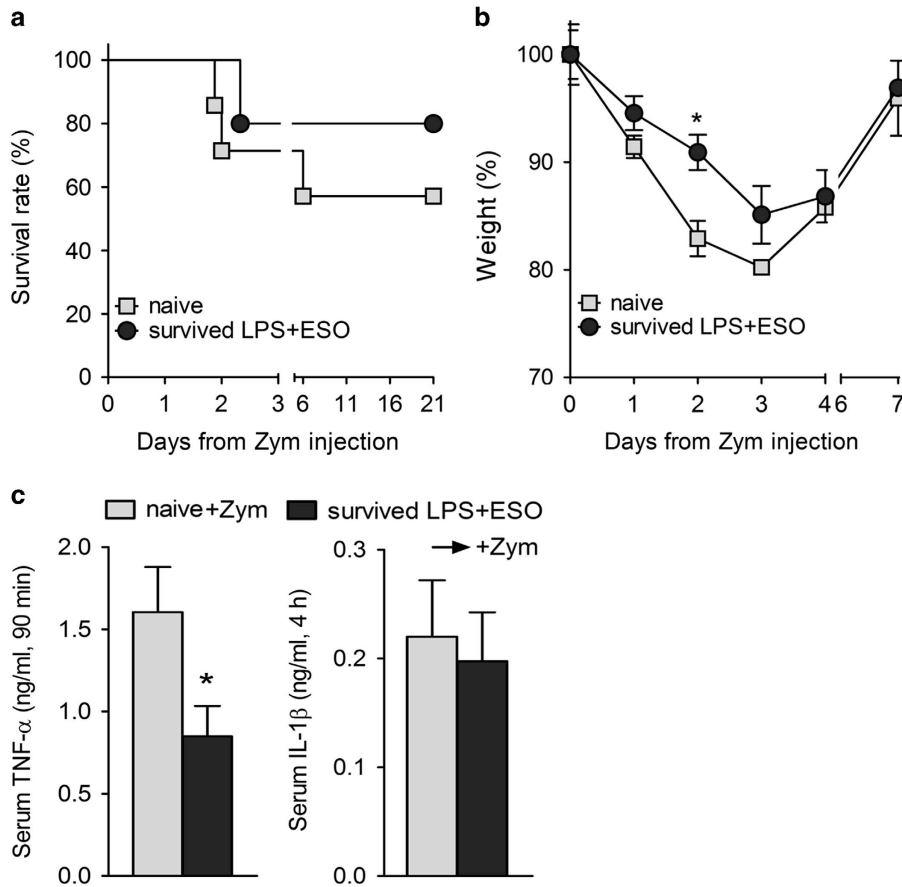 a
100
80
60
40
20
0
Survival rate (%)
naive
survived LPS+ESO
0 1 2 3 6 11 16 21
Days from Zym injection
b
100
90
80
70
Weight (%)
*
naive
survived LPS+ESO
0 1 2 3 4 6 7
Days from Zym injection
c
naive+Zym
survived LPS+ESO
+Zym
2.0
1.5
1.0
0.5
0.0
Serum TNF-α (ng/ml, 90 min)
*
0.3
0.2
0.1
0.0
Serum IL-1β (ng/ml, 4 h)